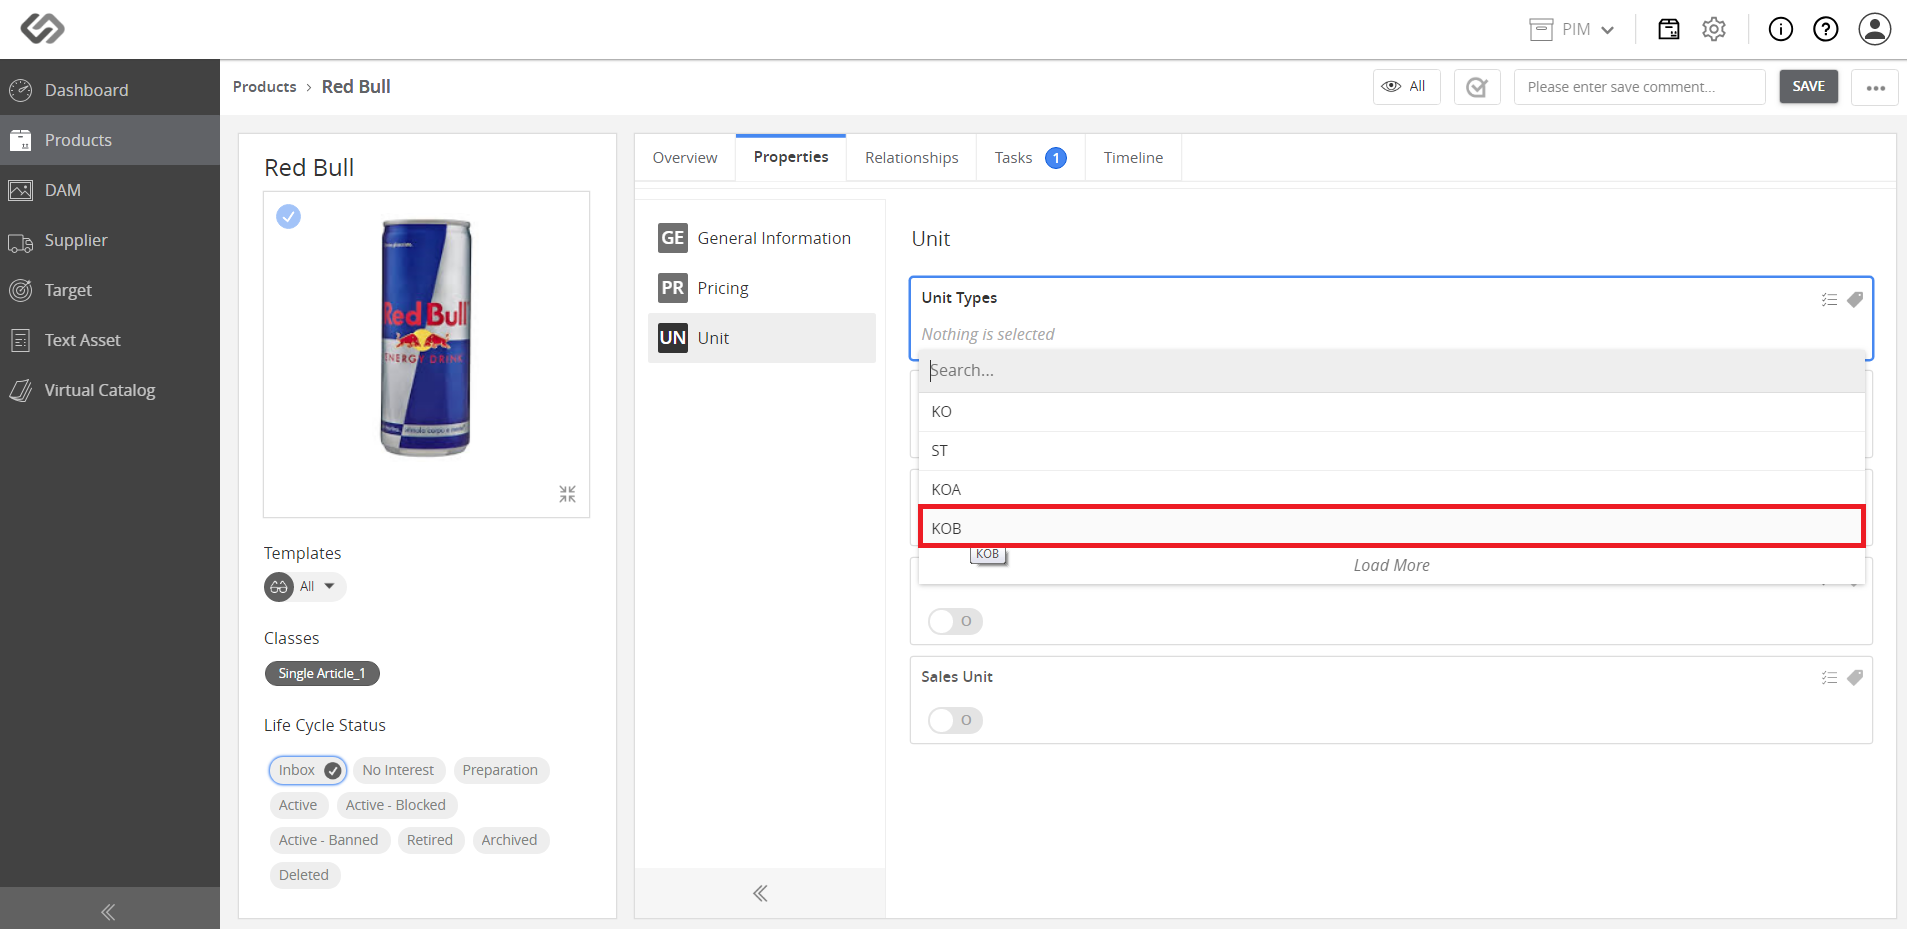 PIM
Dashboard
Products
DAM
Supplier
Target
Text Asset
Virtual Catalog
Products › Red Bull
All
Please enter save comment...
SAVE
Red Bull
Red Bull
ENERGY DRINK
Templates
All
Classes
Single Article_1
Life Cycle Status
Inbox
No Interest
Preparation
Active
Active - Blocked
Active - Banned
Retired
Archived
Deleted
Overview
Properties
Relationships
Tasks 1
Timeline
GE General Information
PR Pricing
UN Unit
Unit
Unit Types
Nothing is selected
Search...
KO
ST
KOA
KOB
KOB
Load More
O
Sales Unit
O